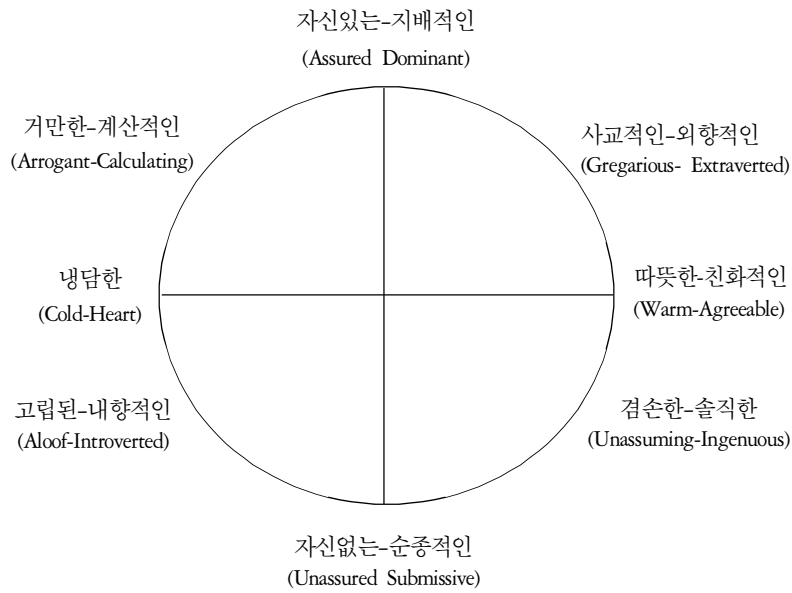 자신있는-지배적인
(Assured Dominant)
거만한-계산적인
(Arrogant-Calculating)
사교적인-외향적인
(Gregarious- Extraverted)
냉담한
(Cold-Heart)
따뜻한-친화적인
(Warm-Agreeable)
고립된-내향적인
(Aloof-Introverted)
겸손한-솔직한
(Unassuming-Ingenuous)
자신없는-순종적인
(Unassured Submissive)